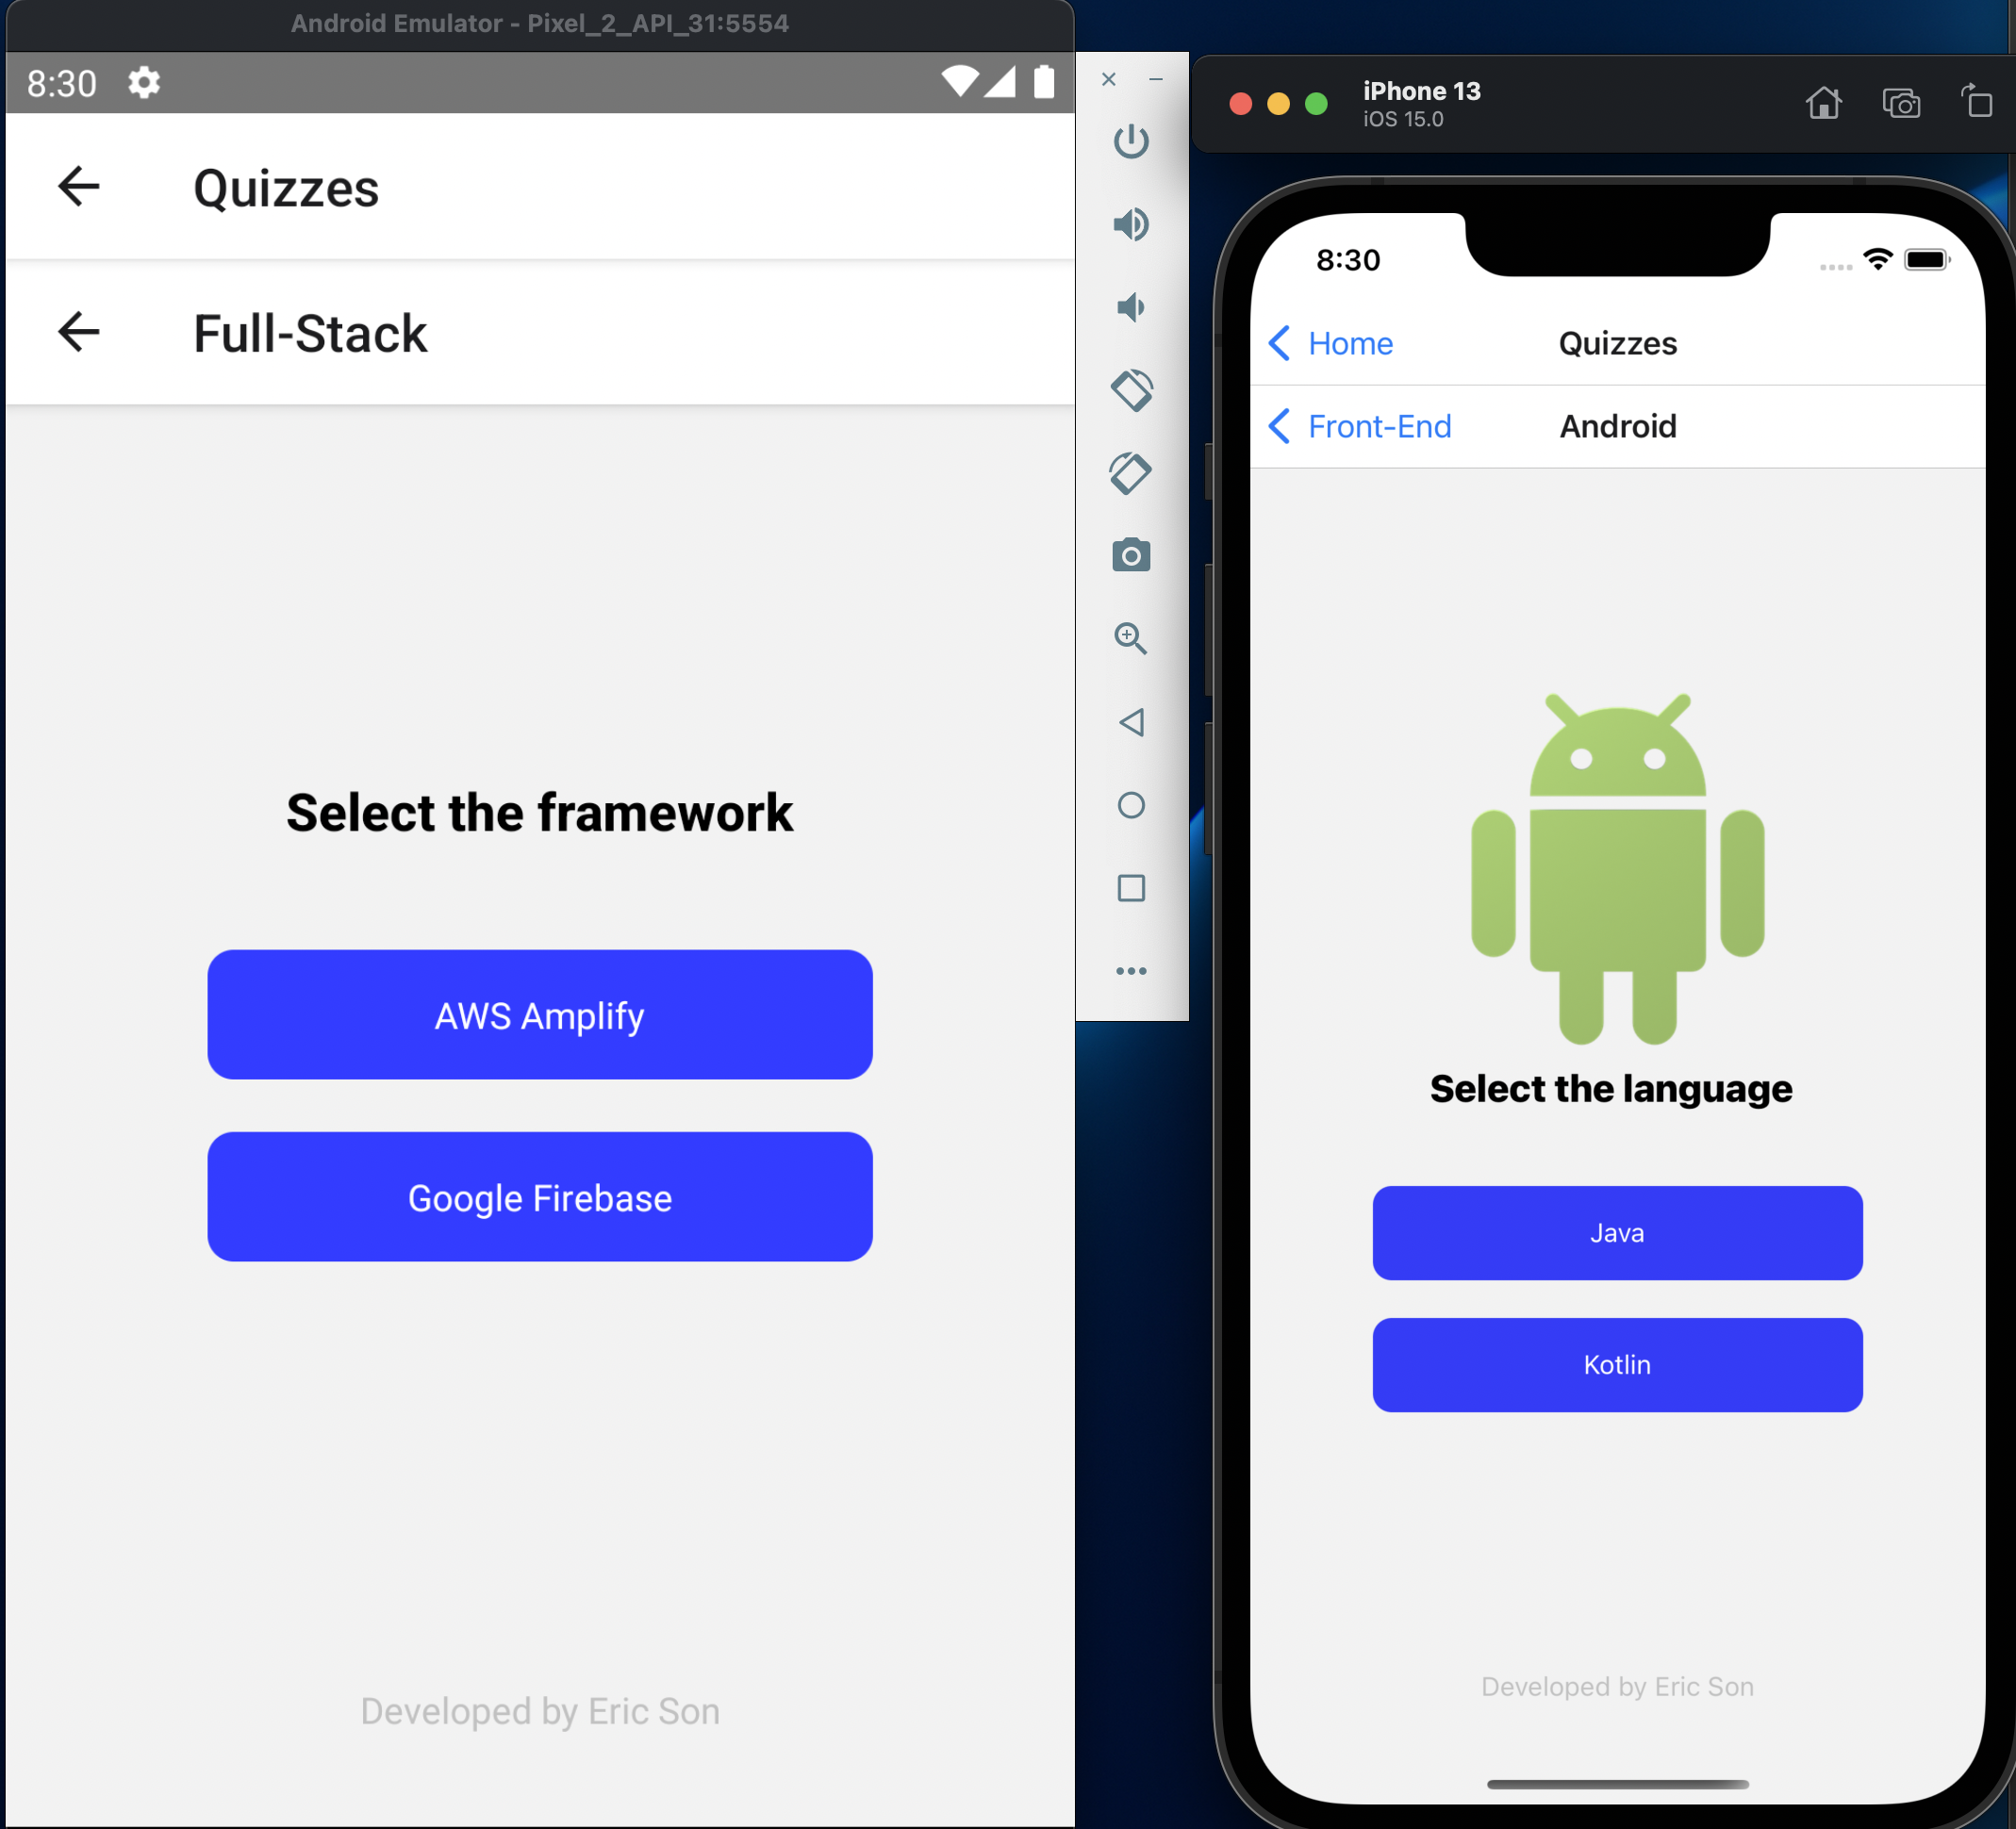 Android Emulator - Pixel_2_API_31:5554
8:30
Quizzes
Full-Stack
Select the framework
AWS Amplify
Google Firebase
Developed by Eric Son
iPhone 13
iOS 15.0
8:30
Home
Quizzes
Front-End
Android
Select the language
Java
Kotlin
Developed by Eric Son